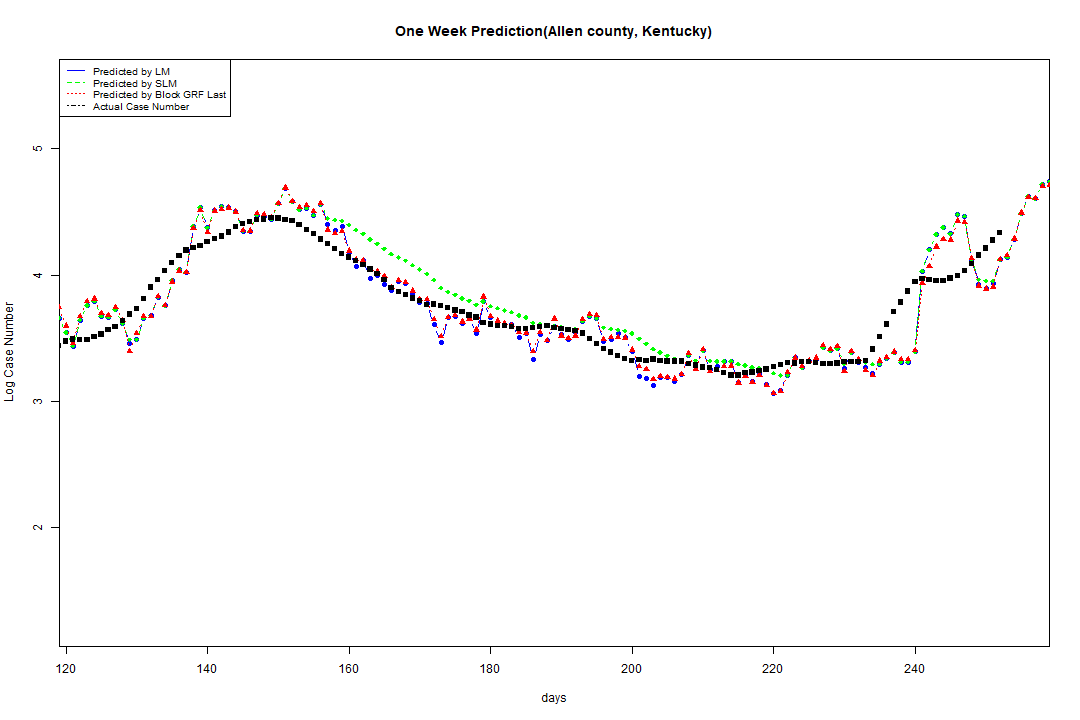 One Week Prediction(Allen county, Kentucky)
Predicted by LM
Predicted by SLM
Predicted by Block GRF Last
Actual Case Number
5
4
3
2
Log Case Number
120 140 160 180 200 220 240
days